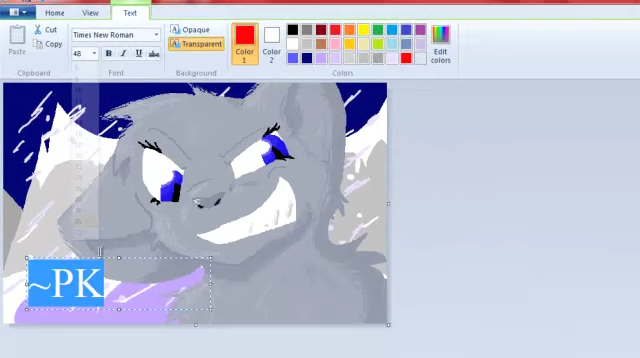 Home
View
Text
Paste
Cut
Copy
Clipboard
Times New Roman
48
B
I
U
abc
Font
Opaque
Transparent
Background
Color
1
Color
2
Colors
Edit
colors
~PK